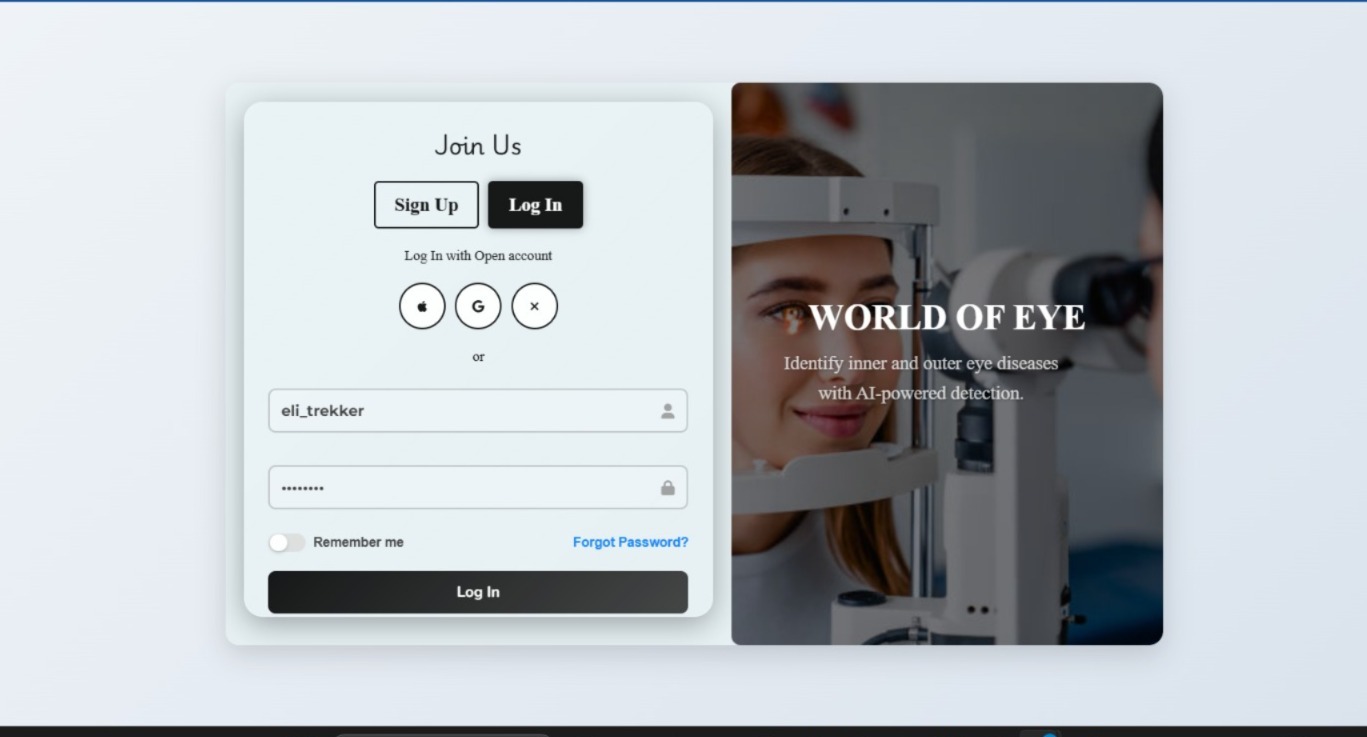 Join Us
Sign Up
Log In
Log In with Open account
or
eli_trekker
••••••••
Remember me
Forgot Password?
Log In
WORLD OF EYE
Identify inner and outer eye diseases
with AI-powered detection.